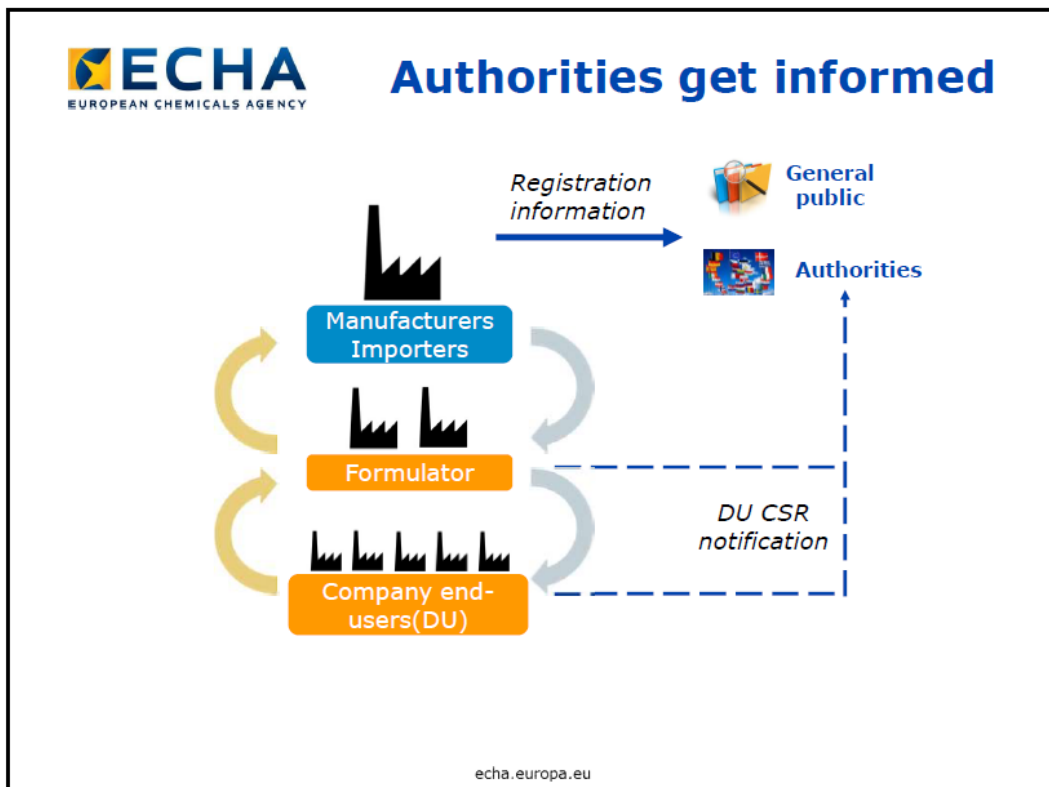 ECHA
EUROPEAN CHEMICALS AGENCY
Authorities get informed
Registration
information
General
public
Authorities
Manufacturers
Importers
Formulator
DU CSR
notification
Company end-
users(DU)
echa.europa.eu